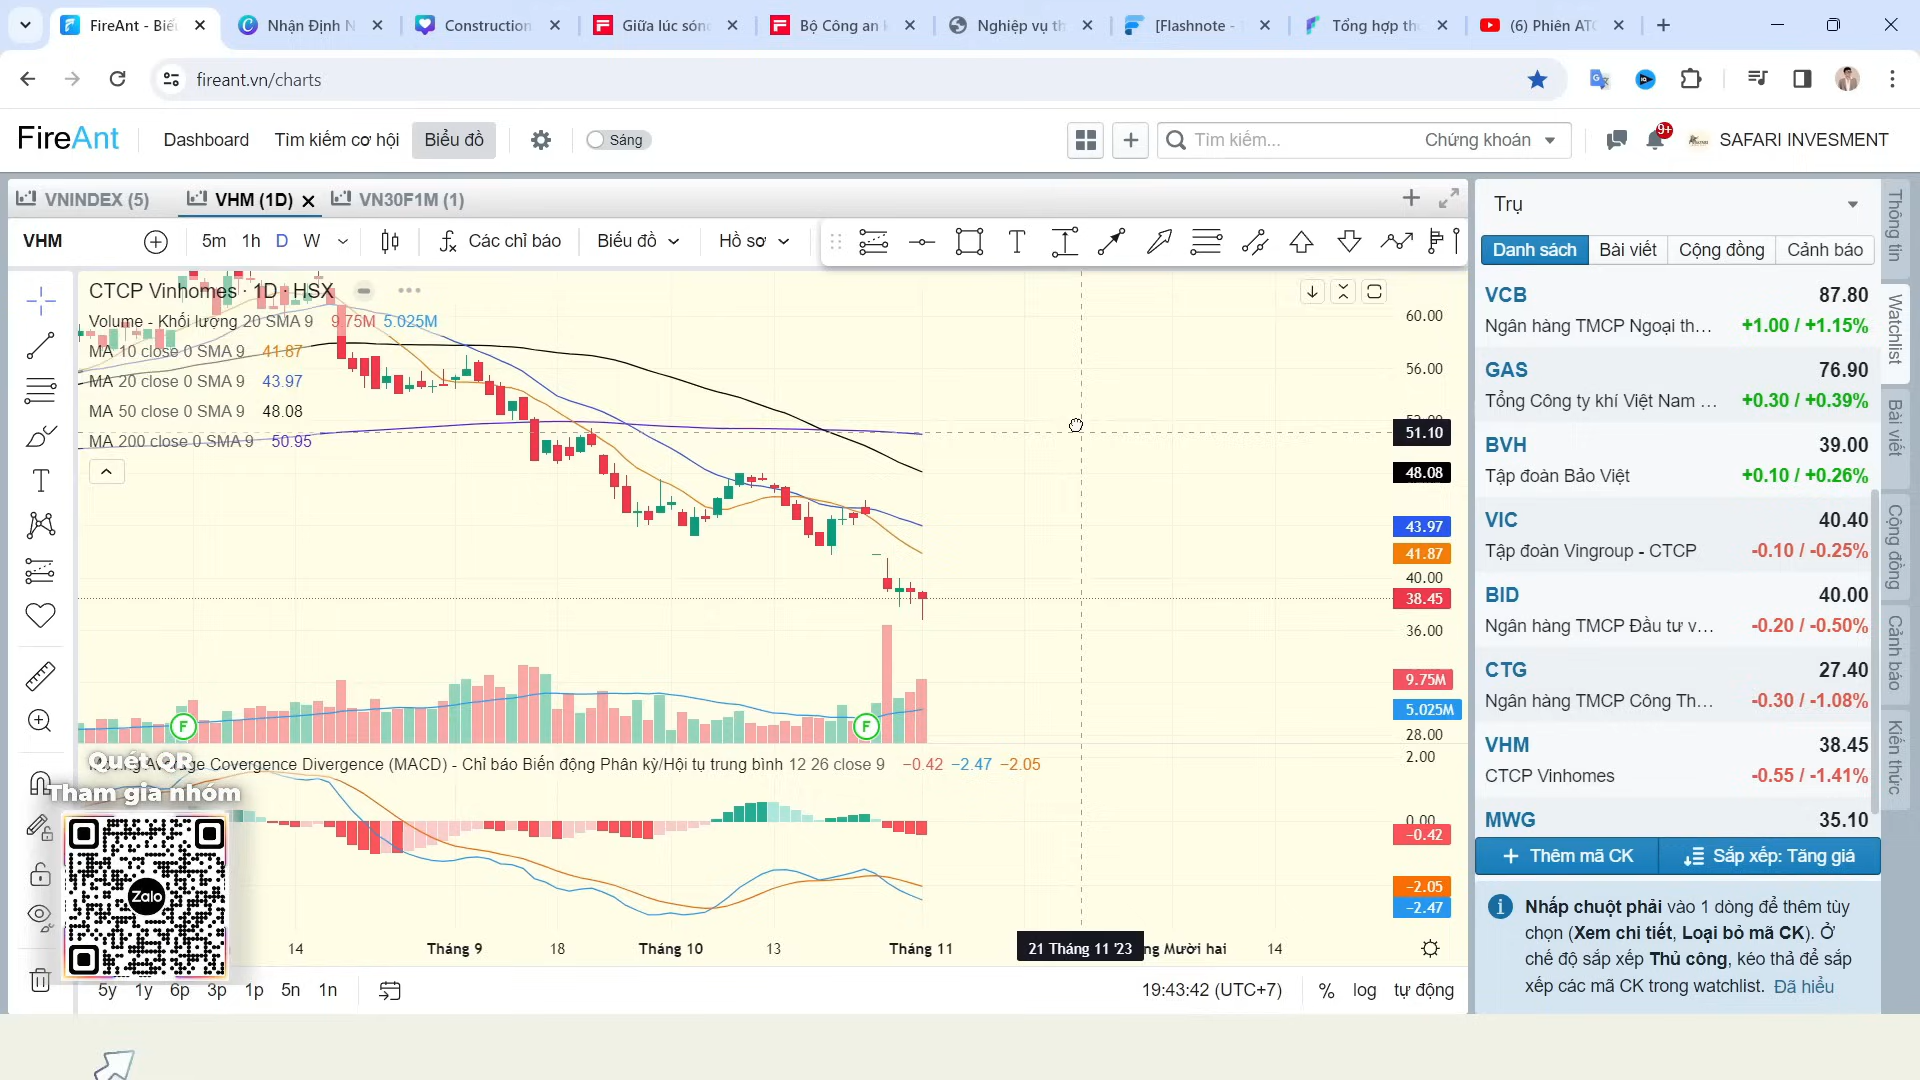 FireAnt - Biể
Nhận Định N
Construction
Giữa lúc sóng
Bộ Công an k
Nghiệp vụ th
[Flashnote -
Tổng hợp th
(6) Phiên ATC
fireant.vn/charts
FireAnt
Dashboard
Tìm kiếm cơ hội
Biểu đồ
Sáng
Tìm kiếm...
Chứng khoán
9+
SAFARI INVESMENT
VNINDEX (5)
VHM (1D)
VN30F1M (1)
VHM
5m 1h D W
Các chỉ báo
Biểu đồ
Hồ sơ
CTCP Vinhomes · 1D · HSX
Volume - Khối lượng 20 SMA 9 9.75M 5.025M
MA 10 close 0 SMA 9 41.87
MA 20 close 0 SMA 9 43.97
MA 50 close 0 SMA 9 48.08
MA 200 close 0 SMA 9 50.95
60.00
56.00
51.10
48.08
43.97
41.87
40.00
38.45
36.00
9.75M
5.025M
28.00
F
F
Average Covergence Divergence (MACD) - Chỉ báo Biến động Phân kỳ/Hội tụ trung bình 12 26 close 9 −0.42 −2.47 −2.05
2.00
0.00
−0.42
−2.05
−2.47
Quét QR
Tham gia nhóm
Zalo
14
Tháng 9
18
Tháng 10
13
Tháng 11
21 Tháng 11 '23
ng Mười hai
14
5y 1y 6p 3p 1p 5n 1n
19:43:42 (UTC+7)
% log tự động
Trụ
Danh sách
Bài viết
Cộng đồng
Cảnh báo
VCB 87.80
Ngân hàng TMCP Ngoại th... +1.00 / +1.15%
GAS 76.90
Tổng Công ty khí Việt Nam ... +0.30 / +0.39%
BVH 39.00
Tập đoàn Bảo Việt +0.10 / +0.26%
VIC 40.40
Tập đoàn Vingroup - CTCP -0.10 / -0.25%
BID 40.00
Ngân hàng TMCP Đầu tư v... -0.20 / -0.50%
CTG 27.40
Ngân hàng TMCP Công Th... -0.30 / -1.08%
VHM 38.45
CTCP Vinhomes -0.55 / -1.41%
MWG 35.10
+ Thêm mã CK
Sắp xếp: Tăng giá
Nhấp chuột phải vào 1 dòng để thêm tùy
chọn (Xem chi tiết, Loại bỏ mã CK). Ở
chế độ sắp xếp Thủ công, kéo thả để sắp
xếp các mã CK trong watchlist. Đã hiểu
Thông tin
Watchlist
Bài viết
Cộng đồng
Cảnh báo
Kiến thức